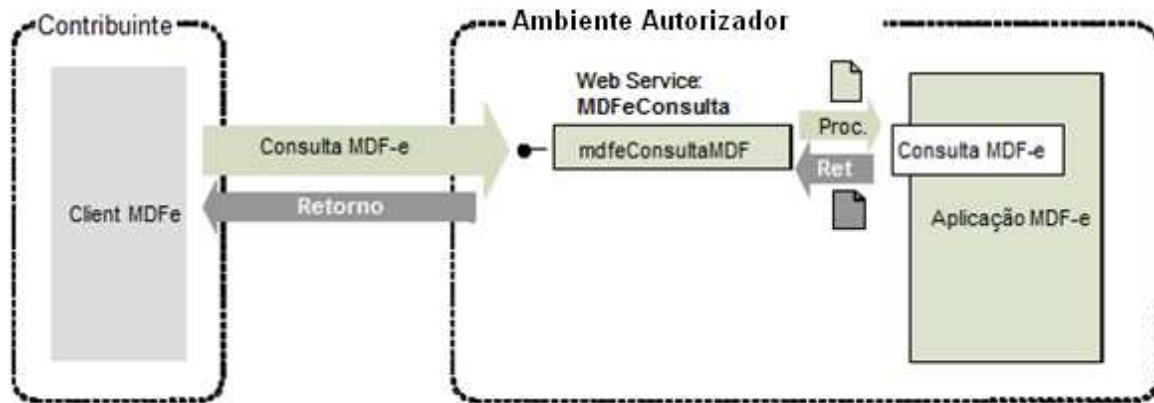 Contribuinte
Ambiente Autorizador
Web Service:
MDFeConsulta
Consulta MDF-e
mdfeConsultaMDF
Proc.
Ret
Consulta MDF-e
Retorno
Client MDFe
Aplicação MDF-e